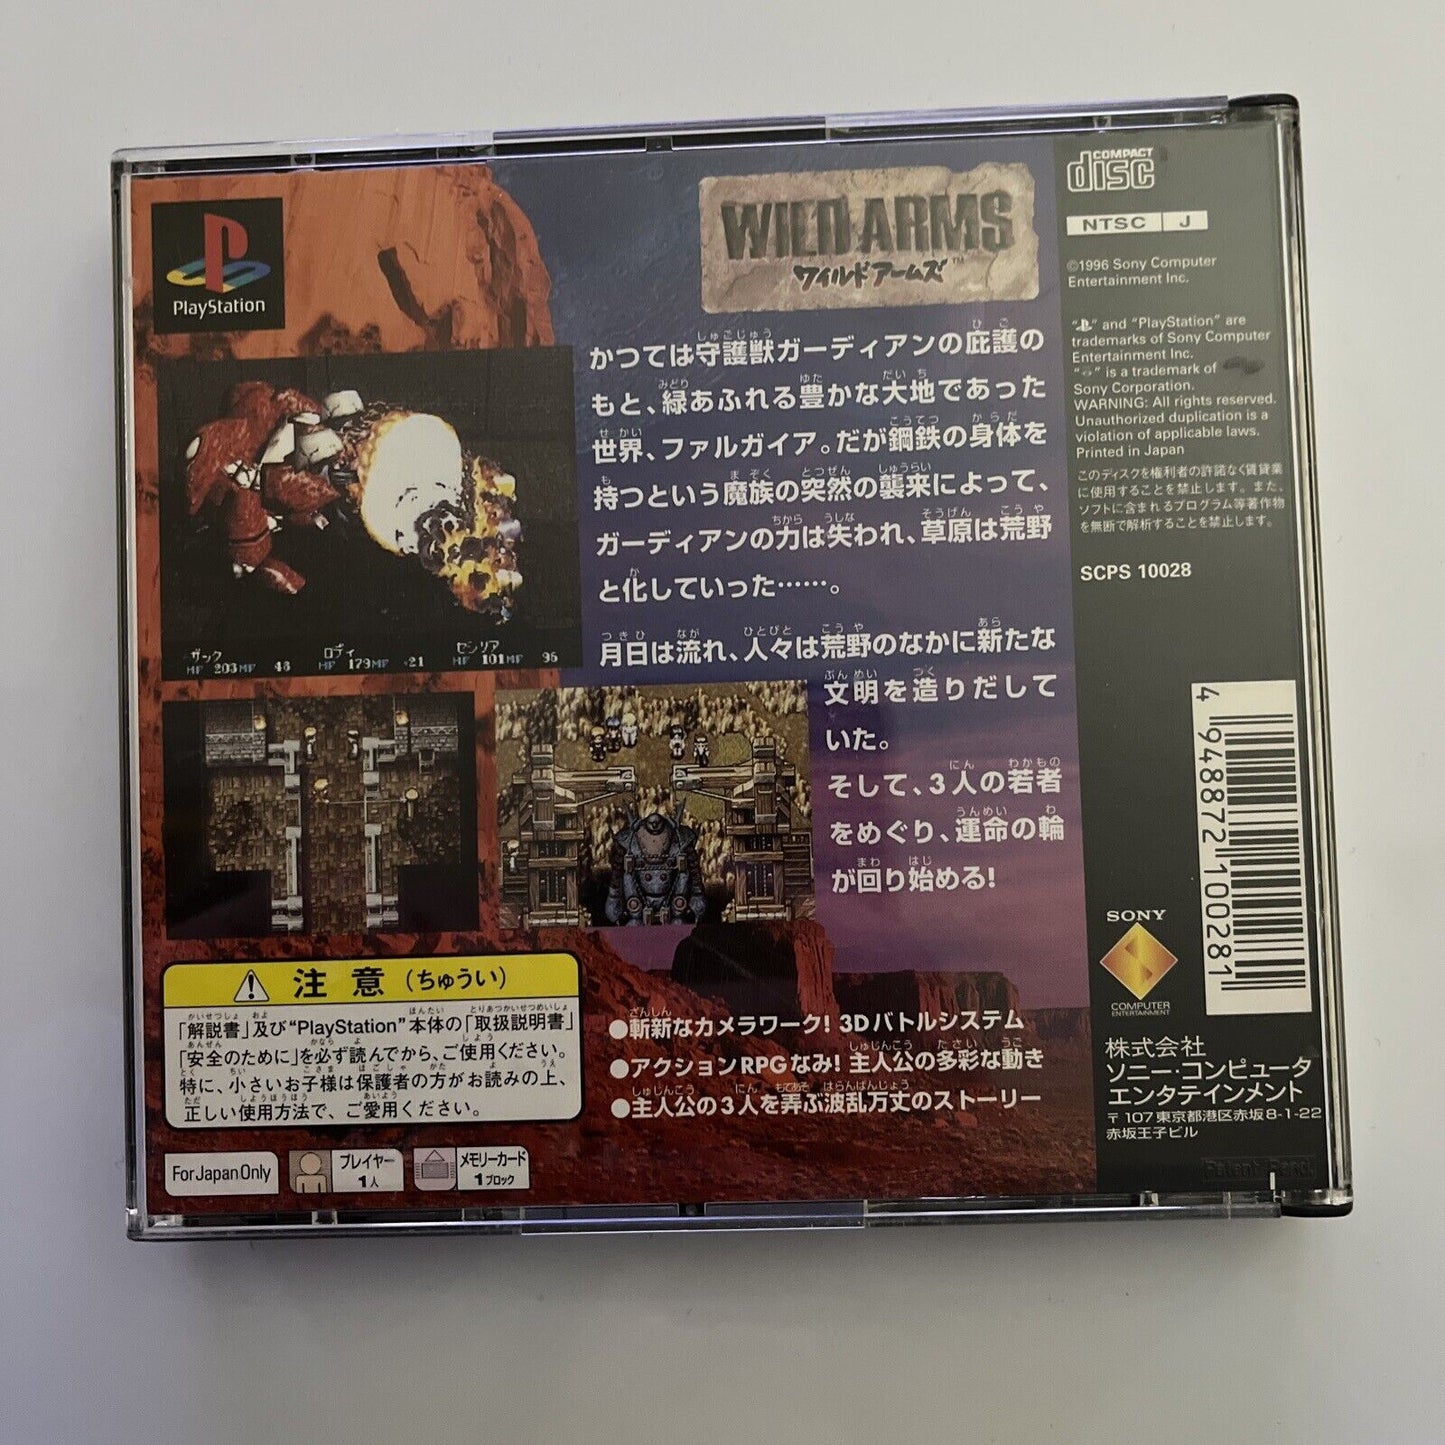 PlayStation
WILD ARMS
ワイルドアームズ™
かつては守護獣ガーディアンの庇護の
もと、緑あふれる豊かな大地であった
世界、ファルガイア。だが鋼鉄の身体を
持つという魔族の突然の襲来によって、
ガーディアンの力は失われ、草原は荒野
と化していった……。
月日は流れ、人々は荒野のなかに新たな
文明を造りだして
いた。
そして、3人の若者
をめぐり、運命の輪
が回り始める!
ザック ロディ セシリア
HP 203 MP 48 HP 179 MP 21 HP 101 MP 95
⚠ 注意(ちゅうい)
「解説書」及び“PlayStation”本体の「取扱説明書」
「安全のために」を必ず読んでから、ご使用ください。
特に、小さいお子様は保護者の方がお読みの上、
正しい使用方法で、ご愛用ください。
●斬新なカメラワーク! 3Dバトルシステム
●アクションRPGなみ! 主人公の多彩な動き
●主人公の3人を弄ぶ波乱万丈のストーリー
For Japan Only
プレイヤー
1人
メモリーカード
1ブロック
COMPACT
disc
NTSC J
©1996 Sony Computer
Entertainment Inc.
“PS” and “PlayStation” are
trademarks of Sony Computer
Entertainment Inc.
“ ” is a trademark of
Sony Corporation.
WARNING: All rights reserved.
Unauthorized duplication is a
violation of applicable laws.
Printed in Japan
このディスクを権利者の許諾なく賃貸業
に使用することを禁止します。また、
ソフトに含まれるプログラム等著作物
を無断で解析することを禁止します。
SCPS 10028
4 948872 100281
SONY
COMPUTER
ENTERTAINMENT
株式会社
ソニー・コンピュータ
エンタテインメント
〒107 東京都港区赤坂8-1-22
赤坂王子ビル
Patent Pend.